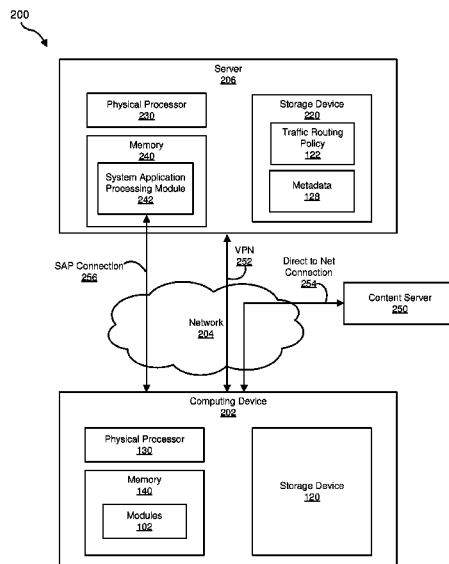 200
Server
206
Physical Processor
230
Memory
240
System Application
Processing Module
242
Storage Device
220
Traffic Routing
Policy
122
Metadata
128
SAP Connection
256
VPN
252
Direct to Net
Connection
254
Content Server
250
Network
204
Computing Device
202
Physical Processor
130
Memory
140
Modules
102
Storage Device
120